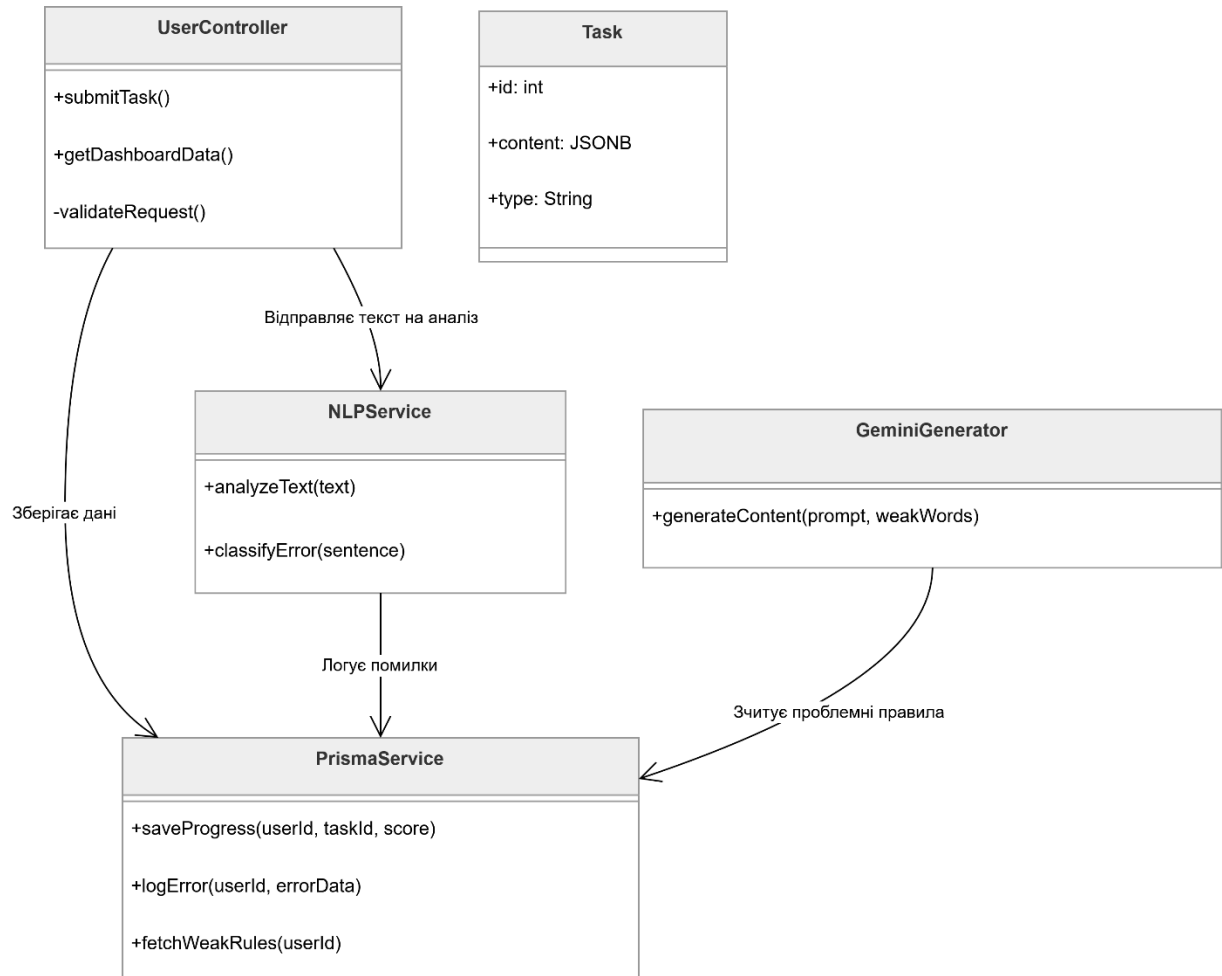 UserController
+submitTask()
+getDashboardData()
-validateRequest()
Task
+id: int
+content: JSONB
+type: String
Відправляє текст на аналіз
Зберігає дані
NLPService
+analyzeText(text)
+classifyError(sentence)
GeminiGenerator
+generateContent(prompt, weakWords)
Логує помилки
Зчитує проблемні правила
PrismaService
+saveProgress(userId, taskId, score)
+logError(userId, errorData)
+fetchWeakRules(userId)